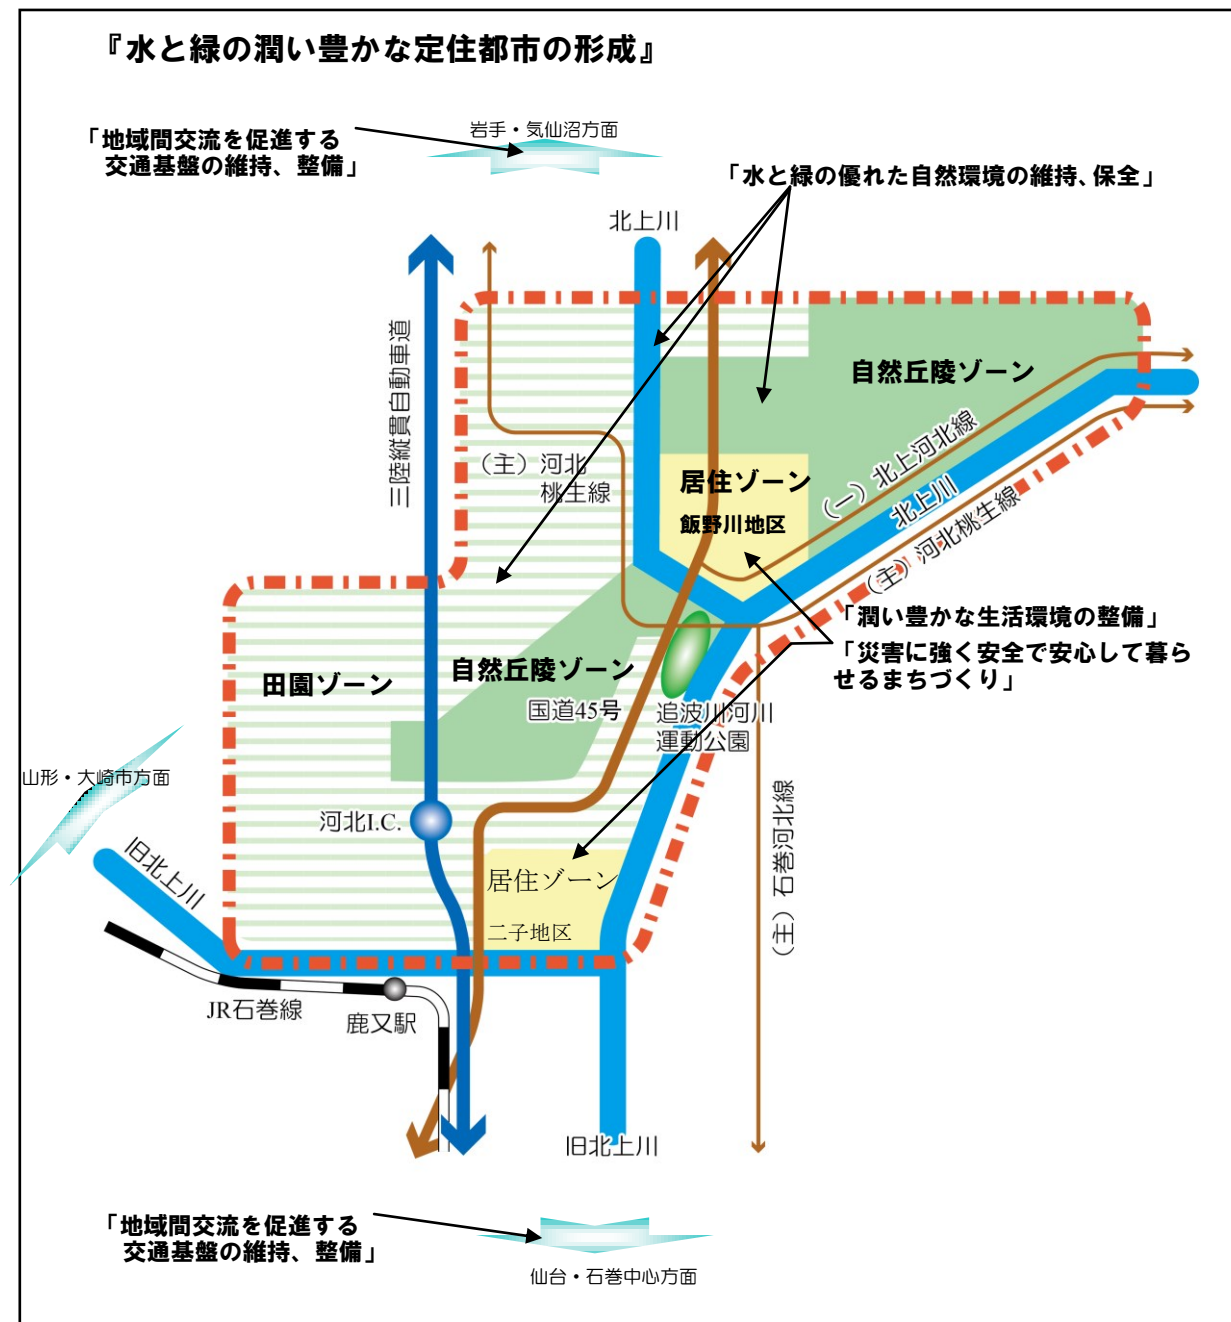 『水と緑の潤い豊かな定住都市の形成』
岩手・気仙沼方面
「地域間交流を促進する
交通基盤の維持、整備」
「水と緑の優れた自然環境の維持、保全」
北上川
三陸縦貫自動車道
自然丘陵ゾーン
（主）河北
桃生線
居住ゾーン
飯野川地区
（一）北上河北線
北上川
（主）河北桃生線
「潤い豊かな生活環境の整備」
「災害に強く安全で安心して暮ら
せるまちづくり」
田園ゾーン
自然丘陵ゾーン
国道45号
追波川河川
運動公園
山形・大崎市方面
河北I.C.
（主）石巻河北線
旧北上川
居住ゾーン
二子地区
JR石巻線
鹿又駅
旧北上川
「地域間交流を促進する
交通基盤の維持、整備」
仙台・石巻中心方面